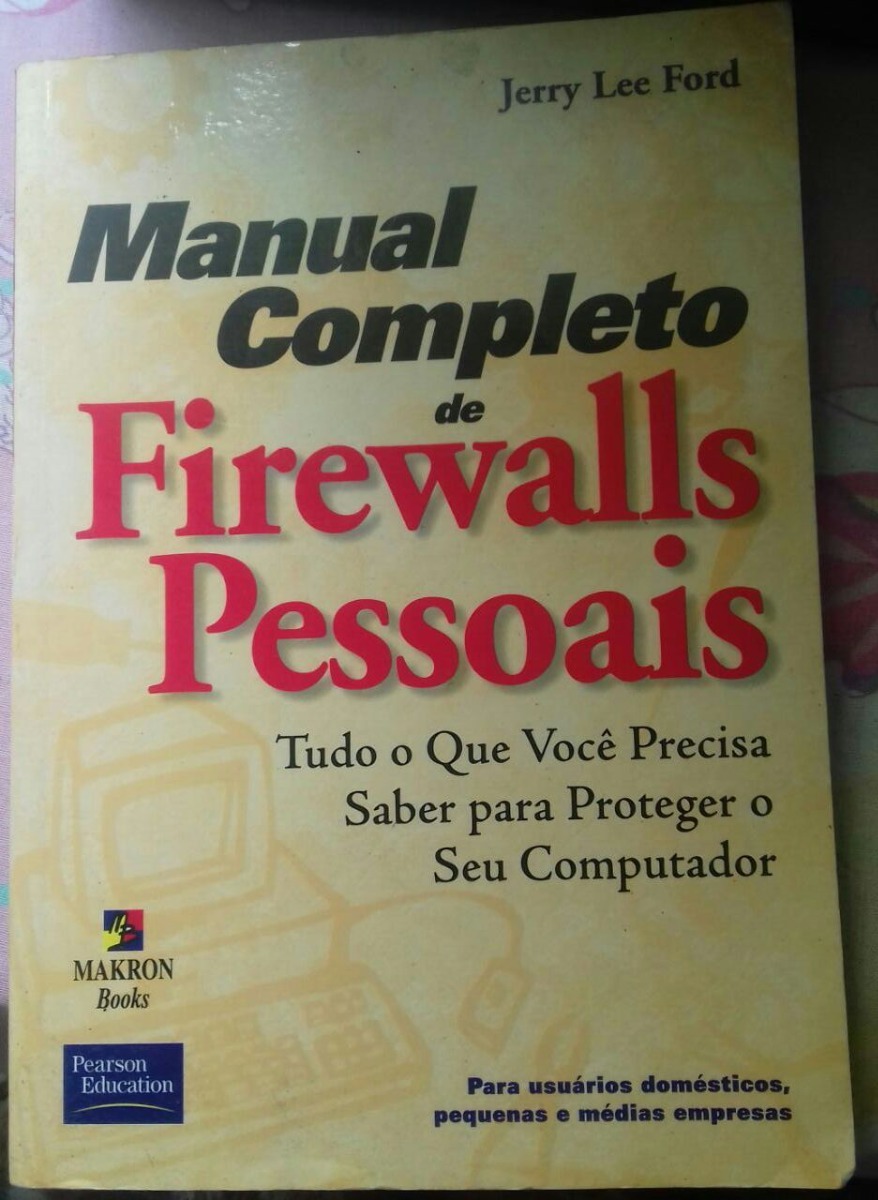 Jerry Lee Ford
Manual
Completo
de
Firewalls
Pessoais
Tudo o Que Você Precisa
Saber para Proteger o
Seu Computador
MAKRON
Books
Pearson
Education
Para usuários domésticos,
pequenas e médias empresas